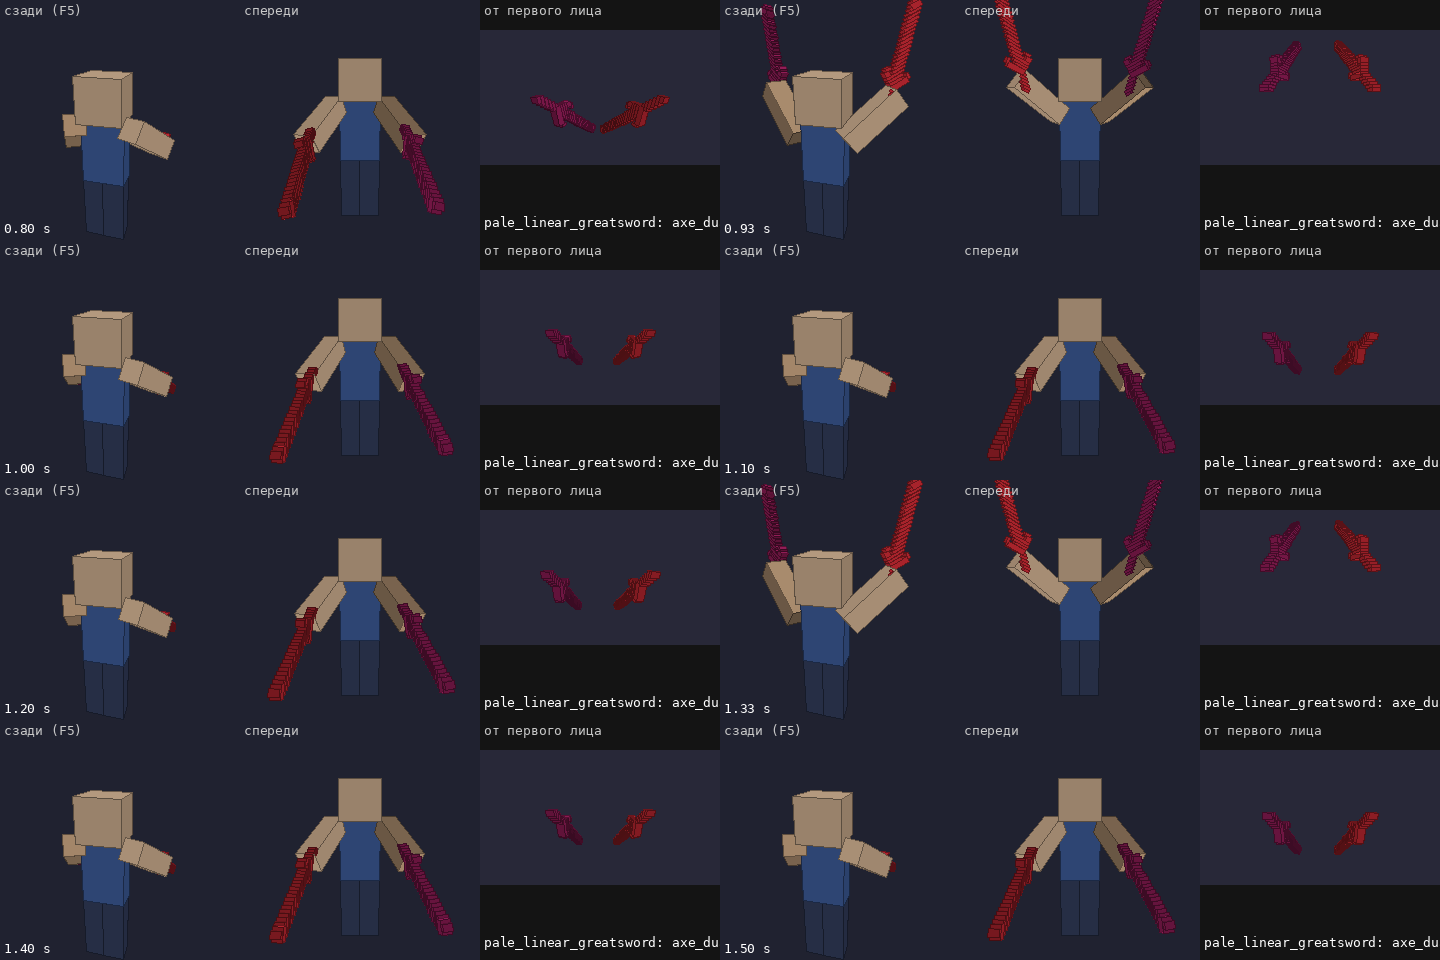 сзади (F5) спереди от первого лица сзади (F5) спереди от первого лица
0.80 s pale_linear_greatsword: axe_du 0.93 s pale_linear_greatsword: axe_du
сзади (F5) спереди от первого лица сзади (F5) спереди от первого лица
1.00 s pale_linear_greatsword: axe_du 1.10 s pale_linear_greatsword: axe_du
сзади (F5) спереди от первого лица сзади (F5) спереди от первого лица
1.20 s pale_linear_greatsword: axe_du 1.33 s pale_linear_greatsword: axe_du
сзади (F5) спереди от первого лица сзади (F5) спереди от первого лица
1.40 s pale_linear_greatsword: axe_du 1.50 s pale_linear_greatsword: axe_du